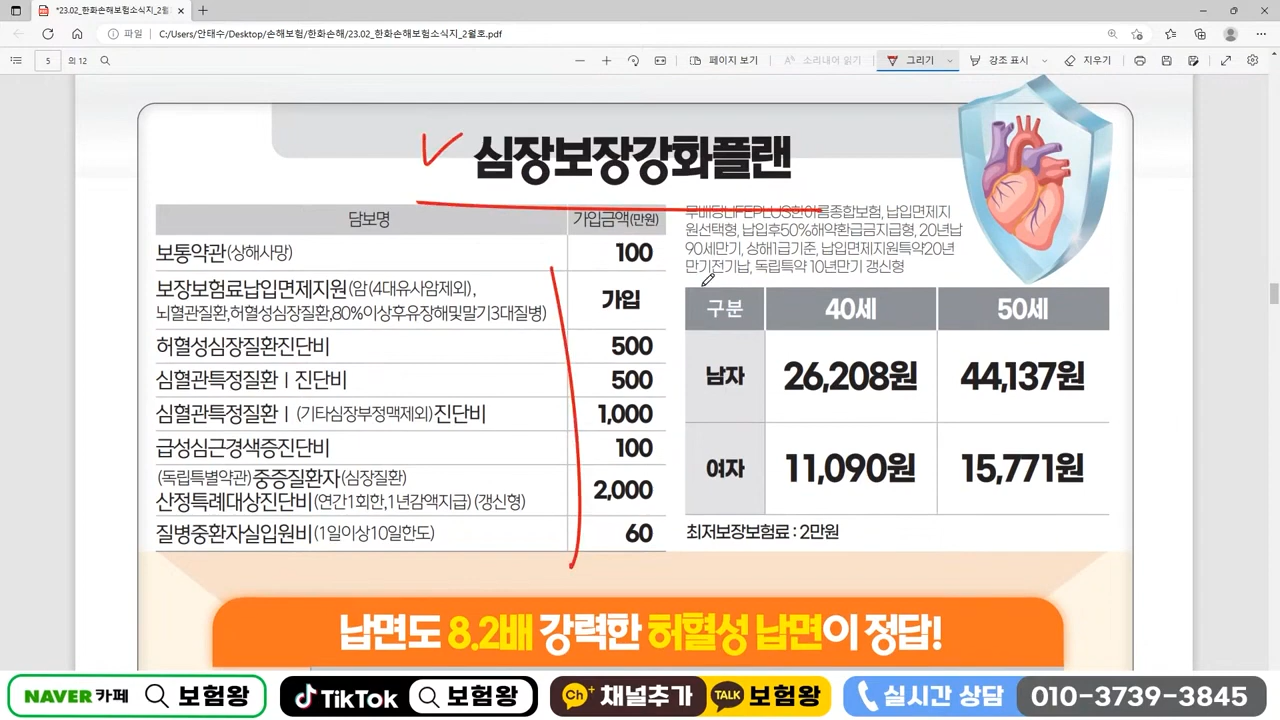 *23.02_한화손해보험소식지_2월
파일
C:/Users/안태수/Desktop/손해보험/한화손해/23.02_한화손해보험소식지_2월호.pdf
5 의 12
페이지 보기
소리내어 읽기
그리기
강조 표시
지우기
심장보장강화플랜
담보명 가입금액(만원)
보통약관(상해사망) 100
보장보험료납입면제지원(암(4대유사암제외),
뇌혈관질환,허혈성심장질환,80%이상후유장해및말기3대질병) 가입
허혈성심장질환진단비 500
심혈관특정질환Ⅰ진단비 500
심혈관특정질환Ⅰ(기타심장부정맥제외)진단비 1,000
급성심근경색증진단비 100
(독립특별약관)중증질환자(심장질환)
산정특례대상진단비(연간1회한,1년감액지급)(갱신형) 2,000
질병중환자실입원비(1일이상10일한도) 60
무배당LIFEPLUS한아름종합보험, 납입면제지
원선택형, 납입후50%해약환급금지급형, 20년납
90세만기, 상해1급기준, 납입면제지원특약20년
만기전기납, 독립특약 10년만기 갱신형
구분 40세 50세
남자 26,208원 44,137원
여자 11,090원 15,771원
최저보장보험료 : 2만원
납면도 8.2배 강력한 허혈성 납면이 정답!
NAVER 카페 보험왕
TikTok 보험왕
Ch+ 채널추가 TALK 보험왕
실시간 상담 010-3739-3845